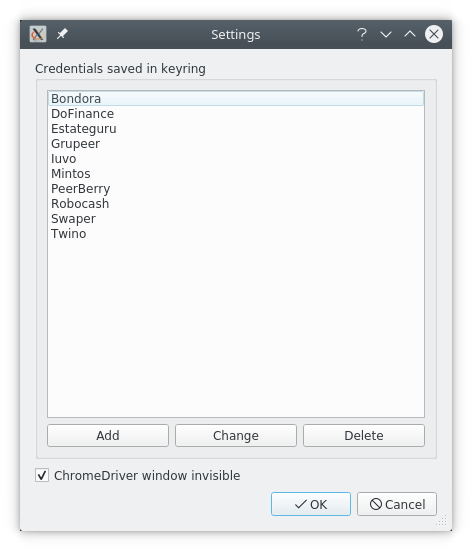 Settings
Credentials saved in keyring
Bondora
DoFinance
Estateguru
Grupeer
Iuvo
Mintos
PeerBerry
Robocash
Swaper
Twino
Add Change Delete
ChromeDriver window invisible
OK Cancel